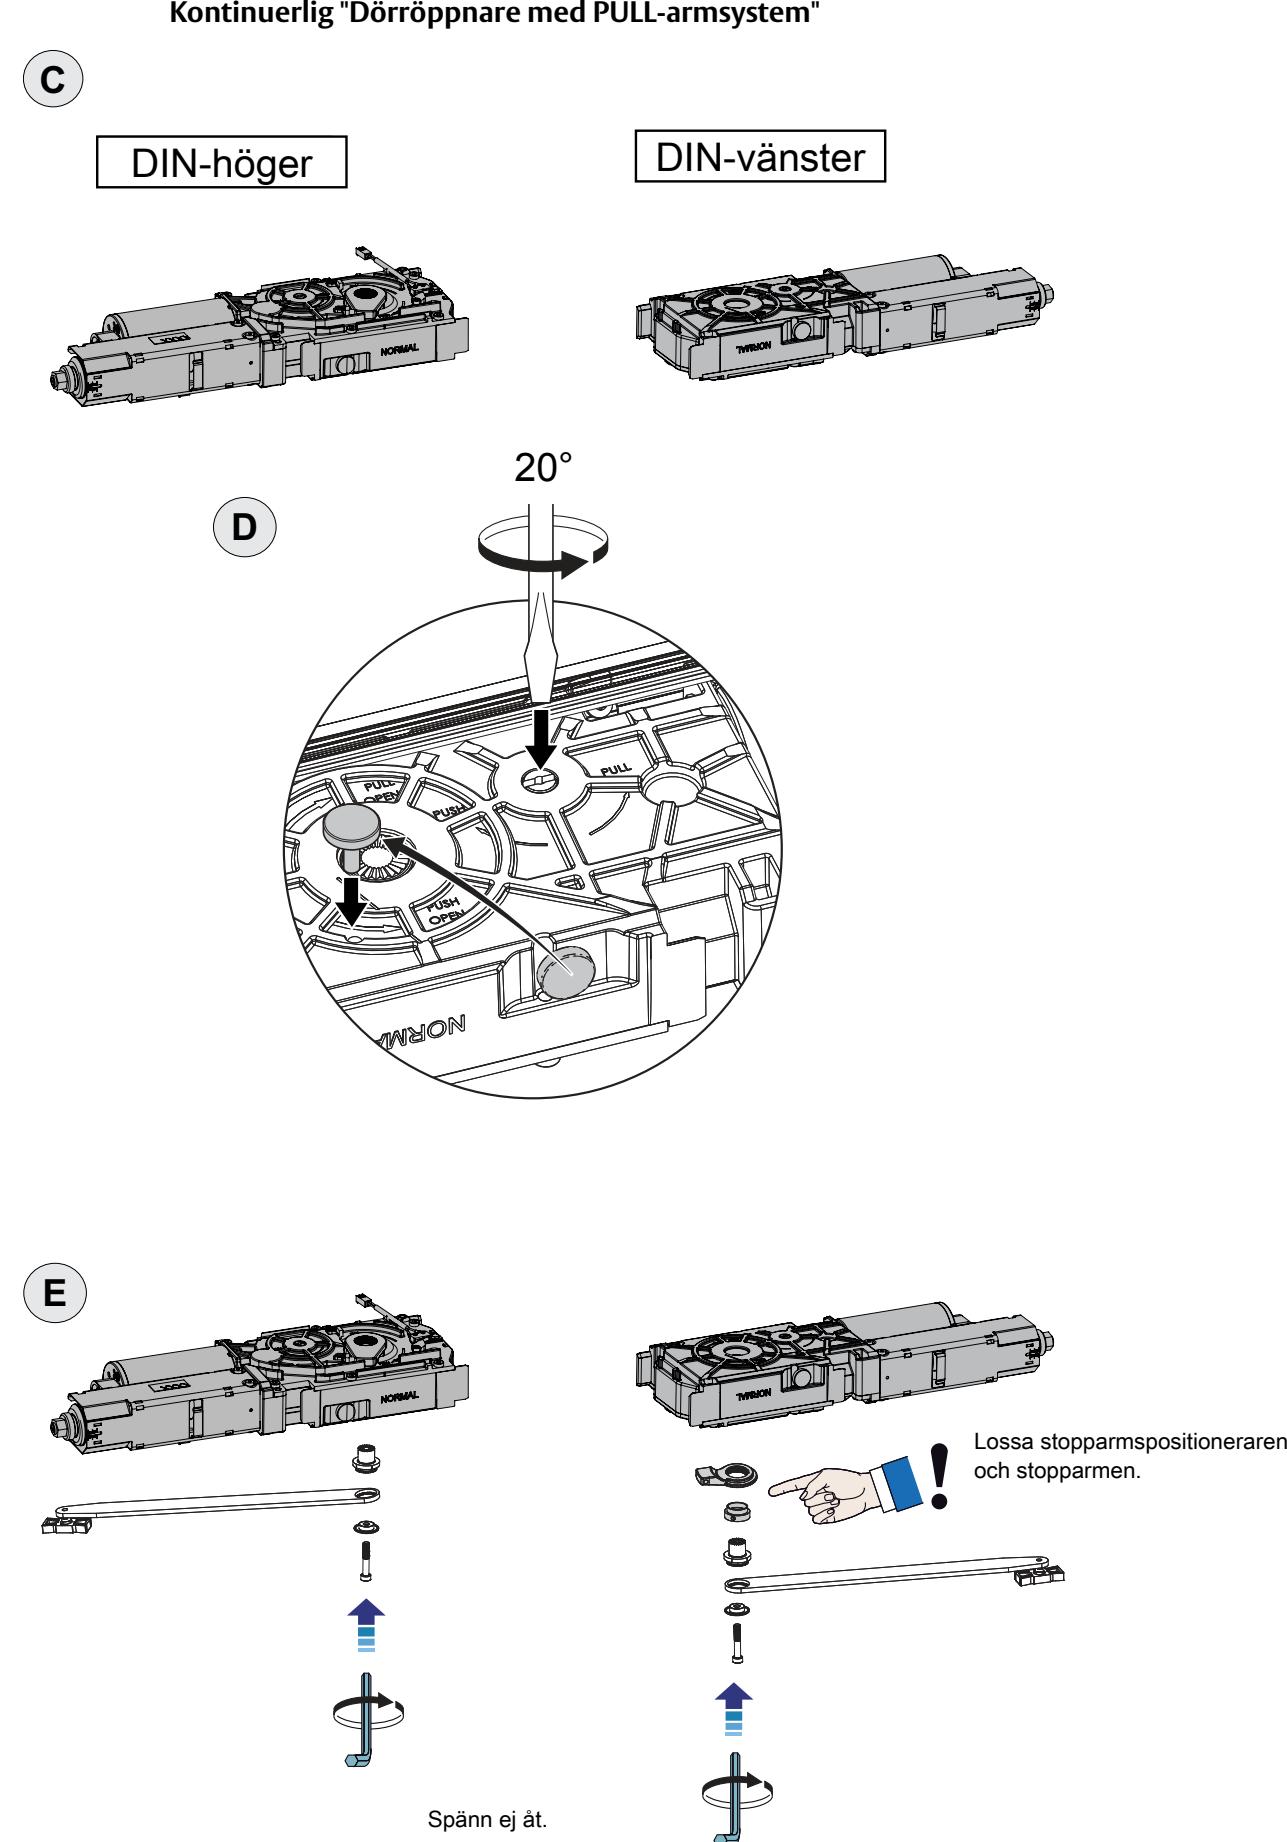 Kontinuerlig "Dörröppnare med PULL-armsystem"
C
DIN-höger
DIN-vänster
NORMAL
NORMAL
20°
D
PULL
OPEN
PUSH
PULL
PUSH
OPEN
NORMA
E
NORMAL
NORMAL
Lossa stopparmspositioneraren
och stopparmen.
Spänn ej åt.